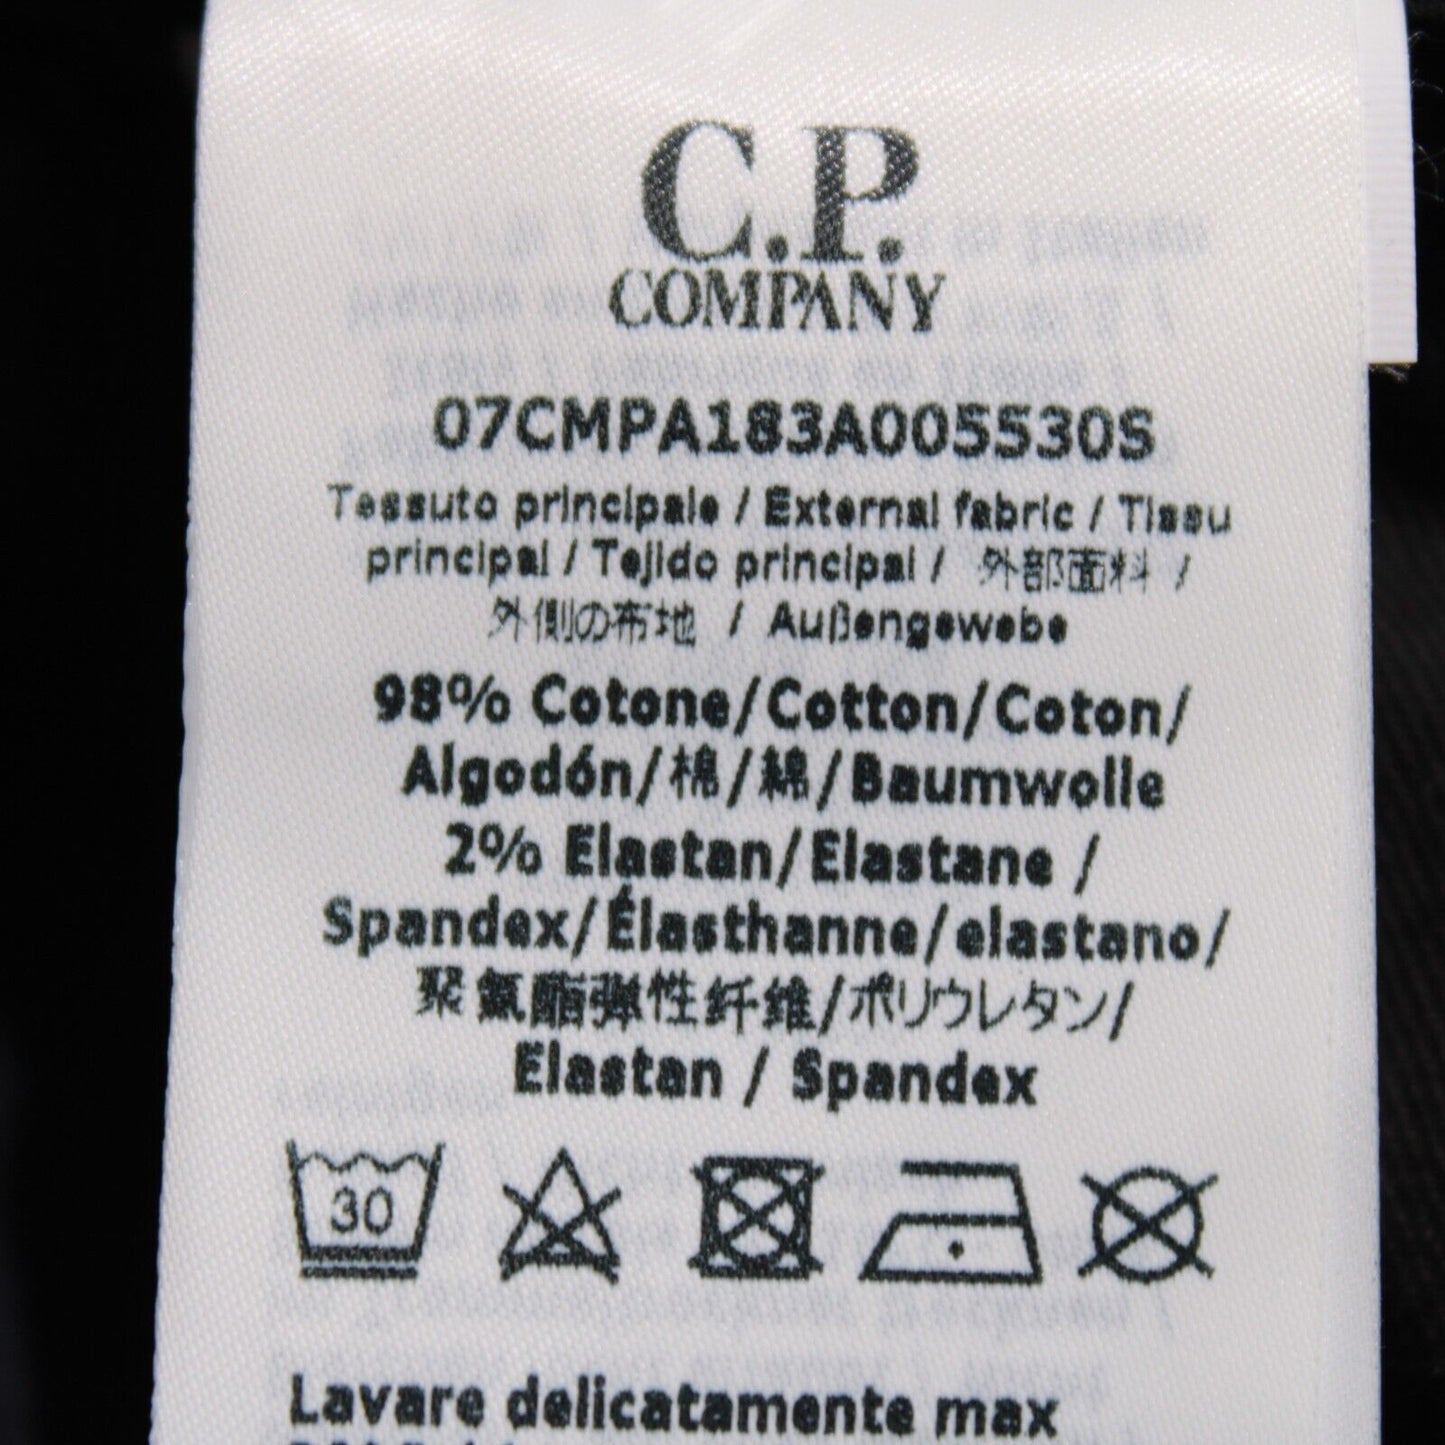 C.P.
COMPANY
07CMPA183A005530S
Tessuto principale / External fabric / Tissu
principal / Tejido principal / 外部面料 /
外側の布地 / Außengewebe
98% Cotone/Cotton/Coton/
Algodón/棉/綿/Baumwolle
2% Elastan/Elastane /
Spandex/Élasthanne/elastano/
聚氨酯弹性纤维/ポリウレタン/
Elastan / Spandex
30
Lavare delicatamente max